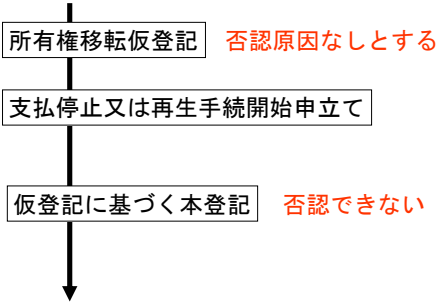 所有権移転仮登記 否認原因なしとする
支払停止又は再生手続開始申立て
仮登記に基づく本登記 否認できない